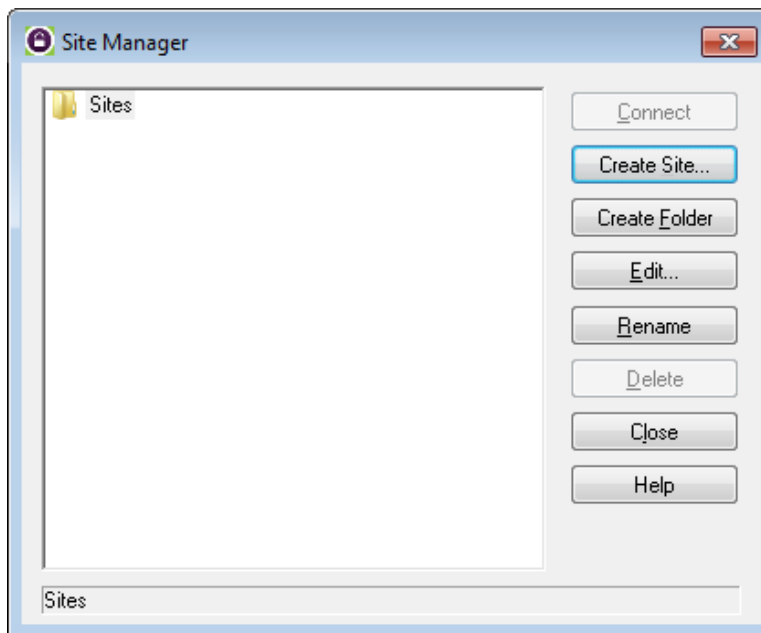 Site Manager
Sites
Connect
Create Site...
Create Folder
Edit...
Rename
Delete
Close
Help
Sites